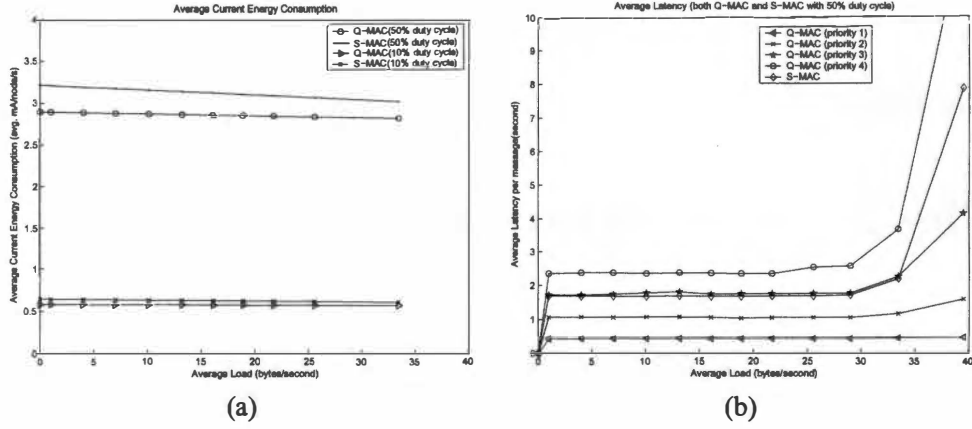 Average Current Energy Consumption
Q-MAC(50% duty cycle)
S-MAC(50% duty cycle)
Q-MAC(10% duty cycle)
S-MAC(10% duty cycle)
Average Current Energy Consumption (avg. mA/node/s)
4
3.5
3
2.5
2
1.5
1
0.5
0
0 5 10 15 20 25 30 35 40
Average Load (bytes/second)
(a)
Average Latency (both Q-MAC and S-MAC with 50% duty cycle)
Q-MAC (priority 1)
Q-MAC (priority 2)
Q-MAC (priority 3)
Q-MAC (priority 4)
S-MAC
Average Latency per massage(second)
10
9
8
7
6
5
4
3
2
1
0
0 5 10 15 20 25 30 35 40
Average Load (bytes/second)
(b)